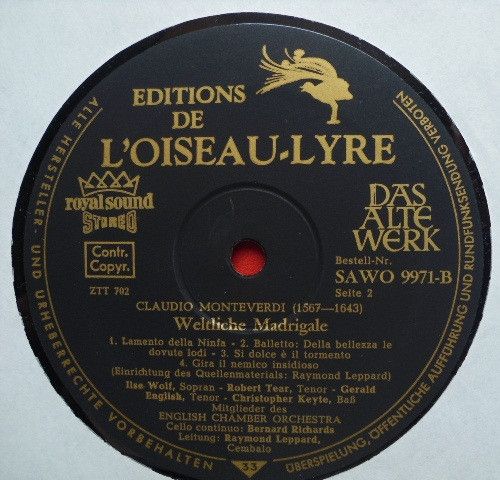 EDITIONS
DE
L'OISEAU-LYRE
royal sound
STEREO
Contr.
Copyr.
ZTT 702
DAS
ALTE
WERK
Bestell-Nr.
SAWO 9971-B
Seite 2
CLAUDIO MONTEVERDI (1567—1643)
Weltliche Madrigale
1. Lamento della Ninfa - 2. Balletto: Della bellezza le
dovute lodi - 3. Si dolce è il tormento
4. Gira il nemico insidioso
(Einrichtung des Quellenmaterials: Raymond Leppard)
Ilse Wolf, Sopran - Robert Tear, Tenor - Gerald
English, Tenor - Christopher Keyte, Baß
Mitglieder des
ENGLISH CHAMBER ORCHESTRA
Cello continuo: Bernard Richards
Leitung: Raymond Leppard,
Cembalo
33
ALLE HERSTELLER- UND URHEBERRECHTE VORBEHALTEN
ÜBERSPIELUNG, ÖFFENTLICHE AUFFÜHRUNG UND RUNDFUNKSENDUNG VERBOTEN